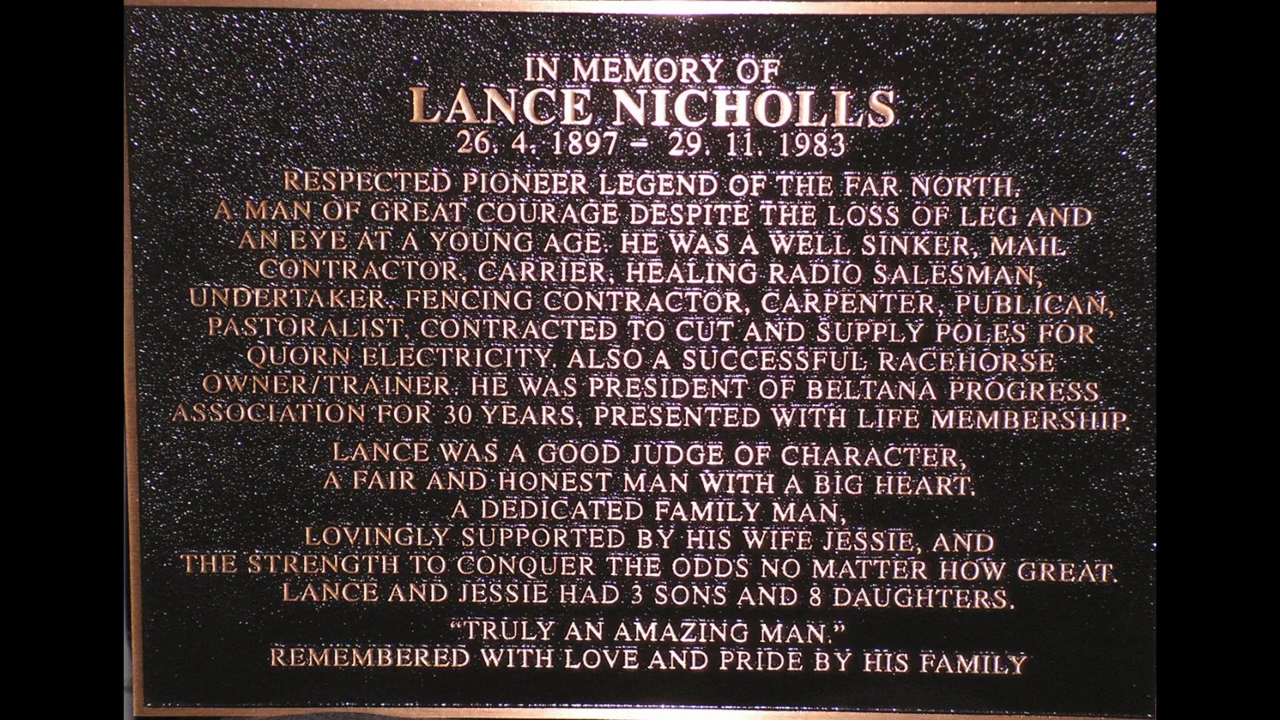 IN MEMORY OF
LANCE NICHOLLS
26. 4. 1897 – 29. 11. 1983
RESPECTED PIONEER LEGEND OF THE FAR NORTH.
A MAN OF GREAT COURAGE DESPITE THE LOSS OF LEG AND
AN EYE AT A YOUNG AGE. HE WAS A WELL SINKER, MAIL
CONTRACTOR, CARRIER, HEALING RADIO SALESMAN,
UNDERTAKER, FENCING CONTRACTOR, CARPENTER, PUBLICAN,
PASTORALIST, CONTRACTED TO CUT AND SUPPLY POLES FOR
QUORN ELECTRICITY. ALSO A SUCCESSFUL RACEHORSE
OWNER/TRAINER. HE WAS PRESIDENT OF BELTANA PROGRESS
ASSOCIATION FOR 30 YEARS, PRESENTED WITH LIFE MEMBERSHIP.
LANCE WAS A GOOD JUDGE OF CHARACTER,
A FAIR AND HONEST MAN WITH A BIG HEART.
A DEDICATED FAMILY MAN,
LOVINGLY SUPPORTED BY HIS WIFE JESSIE, AND
THE STRENGTH TO CONQUER THE ODDS NO MATTER HOW GREAT.
LANCE AND JESSIE HAD 3 SONS AND 8 DAUGHTERS.
“TRULY AN AMAZING MAN.”
REMEMBERED WITH LOVE AND PRIDE BY HIS FAMILY